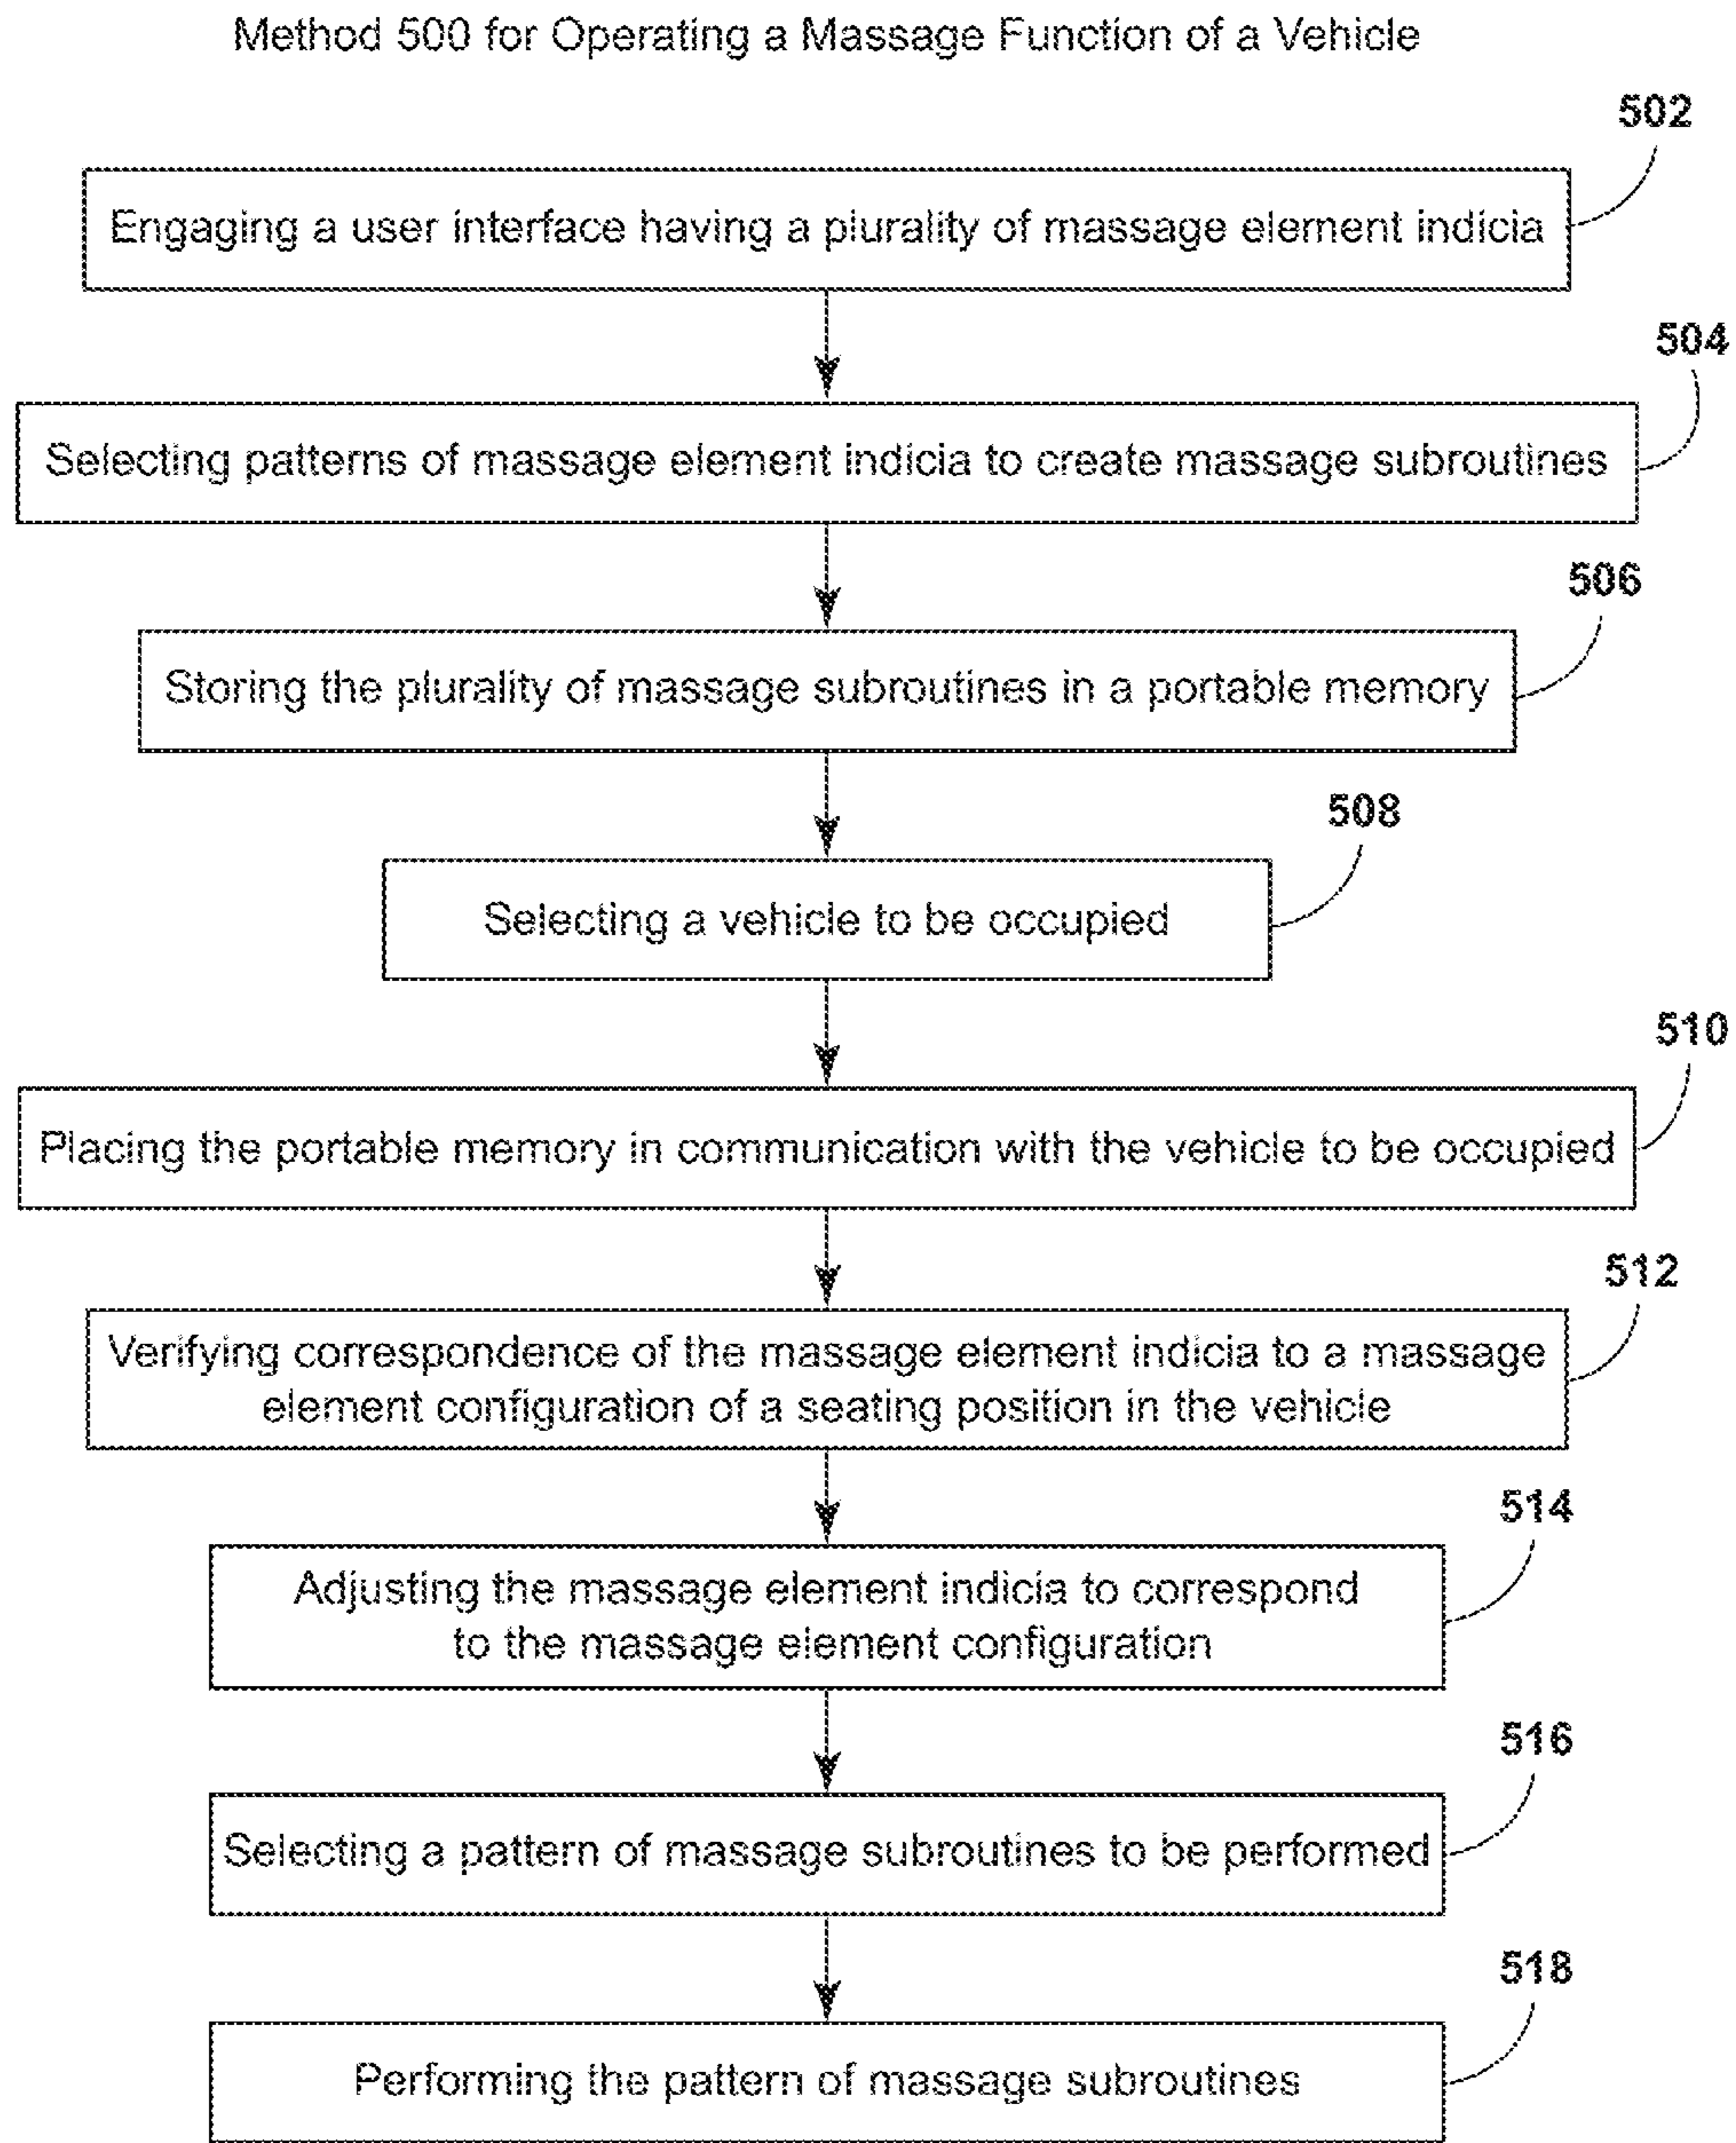 Method 500 for Operating a Massage Function of a Vehicle
502
Engaging a user interface having a plurality of massage element indicia
504
Selecting patterns of massage element indicia to create massage subroutines
506
Storing the plurality of massage subroutines in a portable memory
508
Selecting a vehicle to be occupied
510
Placing the portable memory in communication with the vehicle to be occupied
512
Verifying correspondence of the massage element indicia to a massage
element configuration of a seating position in the vehicle
514
Adjusting the massage element indicia to correspond
to the massage element configuration
516
Selecting a pattern of massage subroutines to be performed
518
Performing the pattern of massage subroutines